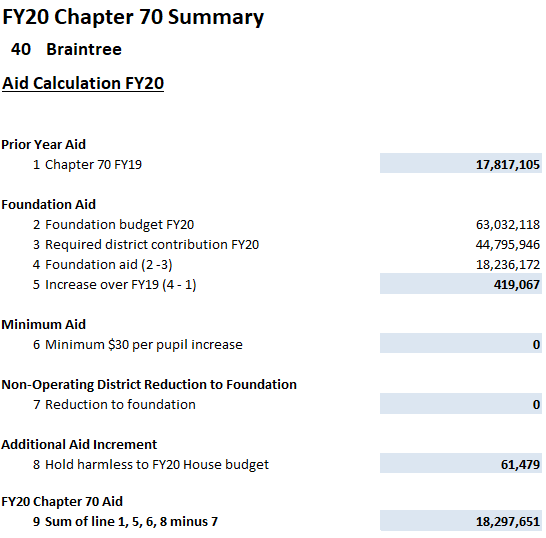 FY20 Chapter 70 Summary
40 Braintree
Aid Calculation FY20
Prior Year Aid
1 Chapter 70 FY19 17,817,105
Foundation Aid
2 Foundation budget FY20 63,032,118
3 Required district contribution FY20 44,795,946
4 Foundation aid (2 -3) 18,236,172
5 Increase over FY19 (4 - 1) 419,067
Minimum Aid
6 Minimum $30 per pupil increase 0
Non-Operating District Reduction to Foundation
7 Reduction to foundation 0
Additional Aid Increment
8 Hold harmless to FY20 House budget 61,479
FY20 Chapter 70 Aid
9 Sum of line 1, 5, 6, 8 minus 7 18,297,651